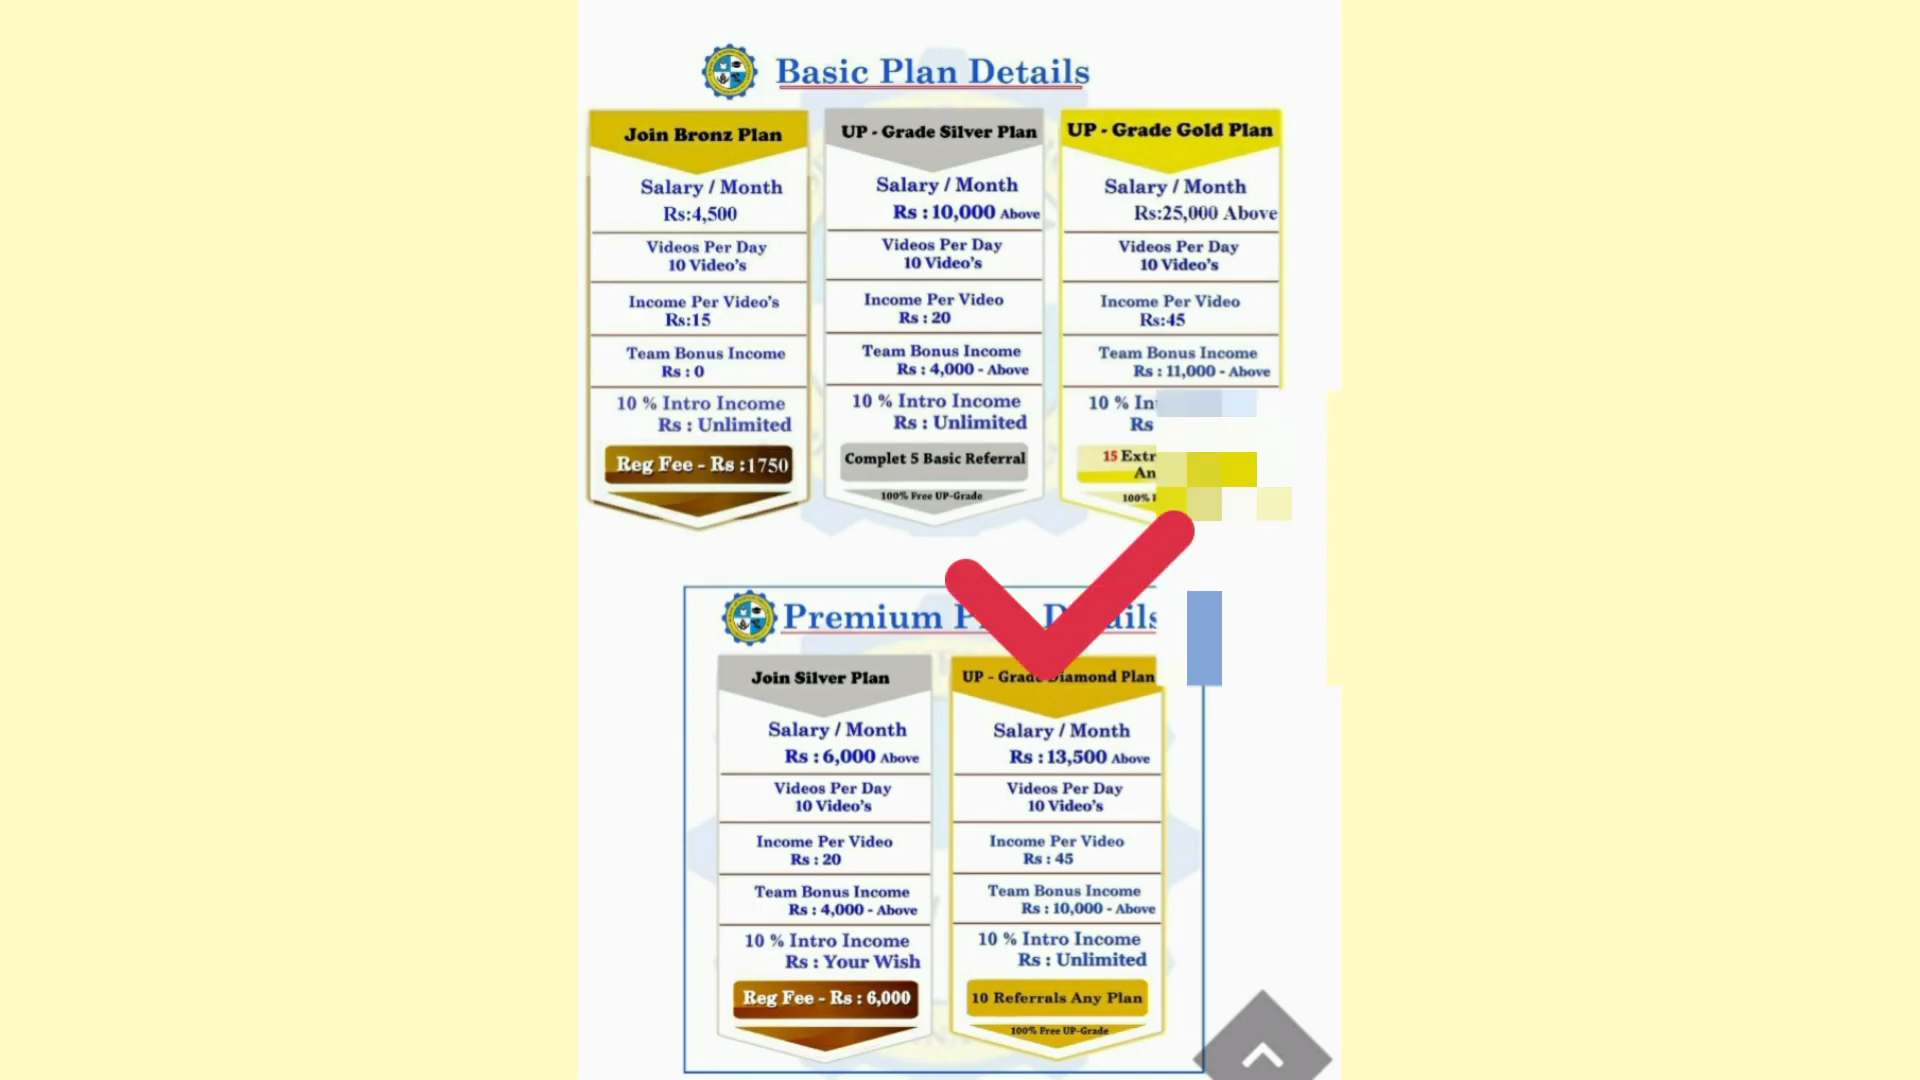 Basic Plan Details
Join Bronz Plan
Salary / Month
Rs:4,500
Videos Per Day
10 Video's
Income Per Video's
Rs:15
Team Bonus Income
Rs : 0
10 % Intro Income
Rs : Unlimited
Reg Fee - Rs :1750
UP - Grade Silver Plan
Salary / Month
Rs : 10,000 Above
Videos Per Day
10 Video's
Income Per Video
Rs : 20
Team Bonus Income
Rs : 4,000 - Above
10 % Intro Income
Rs : Unlimited
Complet 5 Basic Referral
100% Free UP-Grade
UP - Grade Gold Plan
Salary / Month
Rs:25,000 Above
Videos Per Day
10 Video's
Income Per Video
Rs:45
Team Bonus Income
Rs : 11,000 - Above
10 %
Rs
15
100%
Premium Details
Join Silver Plan
Salary / Month
Rs : 6,000 Above
Videos Per Day
10 Video's
Income Per Video
Rs : 20
Team Bonus Income
Rs : 4,000 - Above
10 % Intro Income
Rs : Your Wish
Reg Fee - Rs : 6,000
UP - Grade Diamond Plan
Salary / Month
Rs : 13,500 Above
Videos Per Day
10 Video's
Income Per Video
Rs : 45
Team Bonus Income
Rs : 10,000 - Above
10 % Intro Income
Rs : Unlimited
10 Referrals Any Plan
100% Free UP-Grade